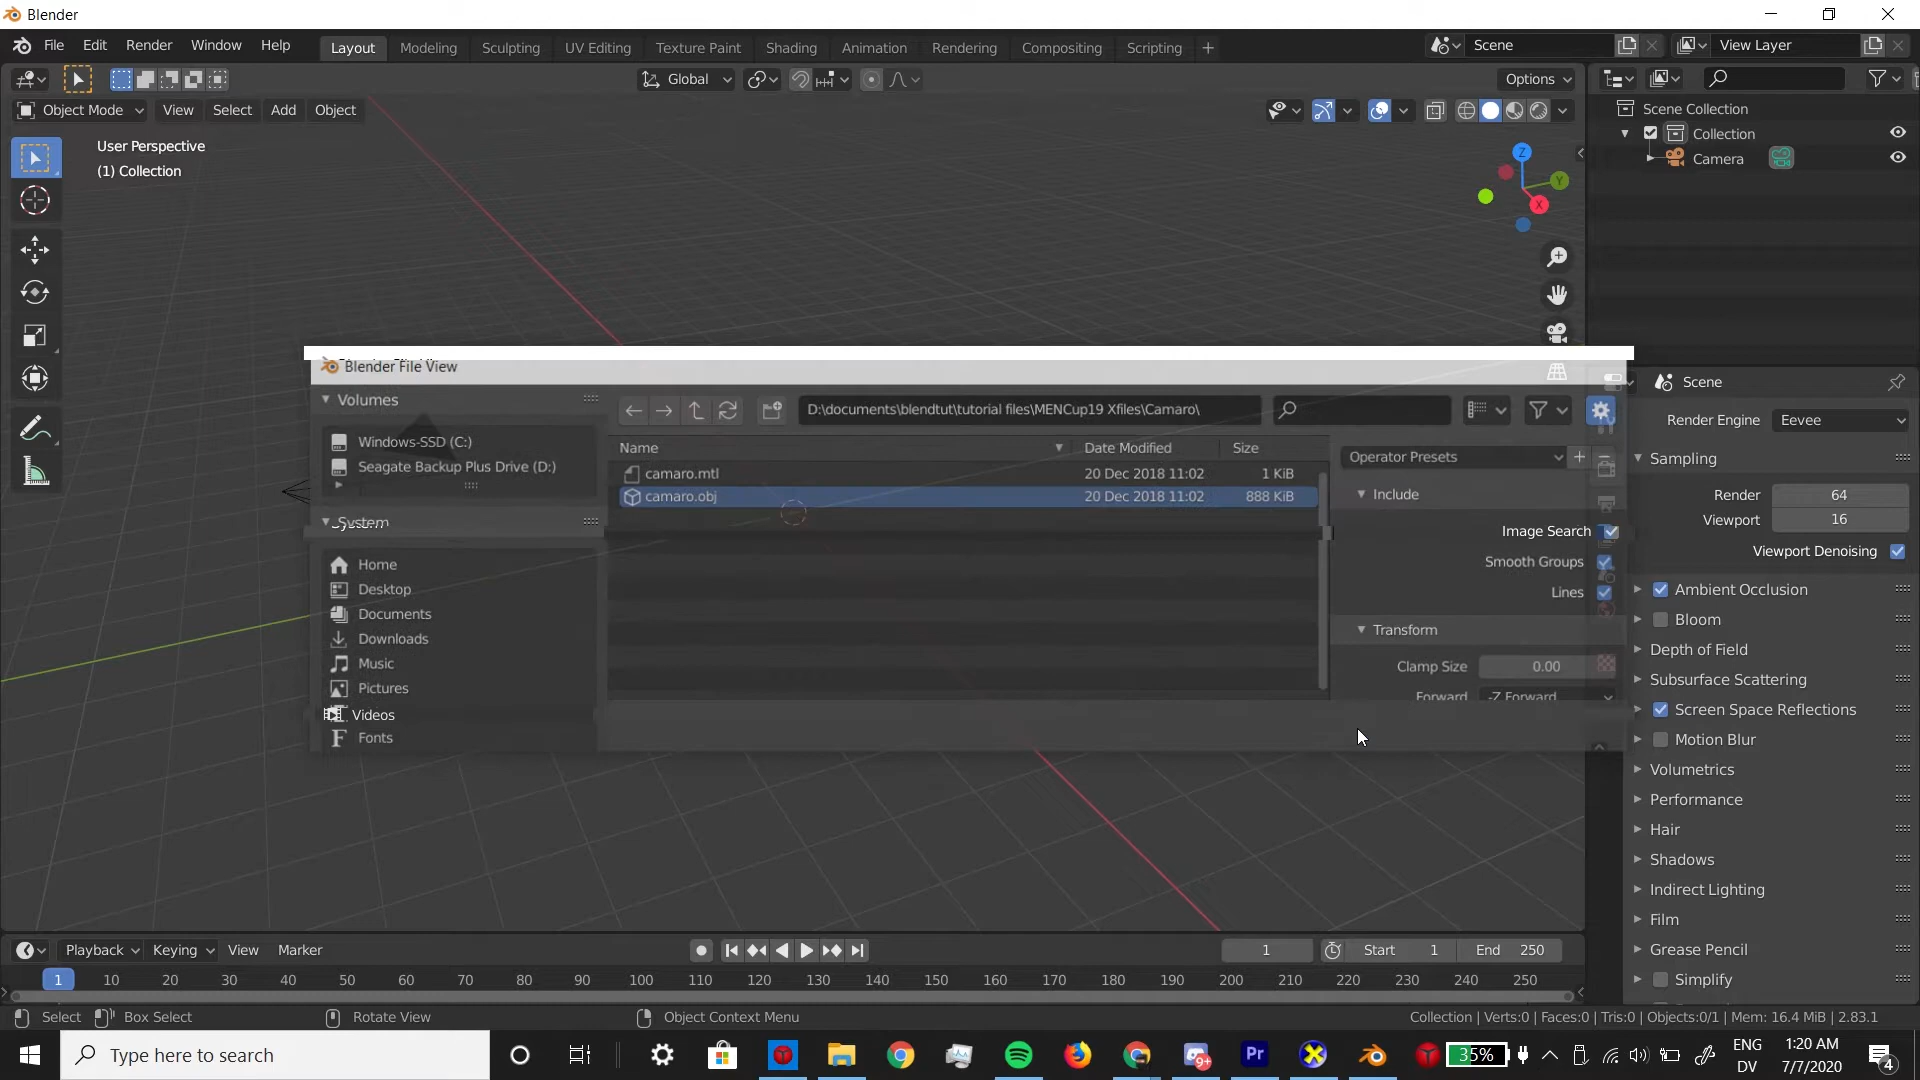 Blender
File Edit Render Window Help Layout Modeling Sculpting UV Editing Texture Paint Shading Animation Rendering Compositing Scripting + Scene View Layer
Global Options
Object Mode View Select Add Object
User Perspective
(1) Collection
Z
Y
X
Scene Collection
Collection
Camera
Blender File View
Volumes
Windows-SSD (C:)
Seagate Backup Plus Drive (D:)
System
Home
Desktop
Documents
Downloads
Music
Pictures
Videos
Fonts
D:\documents\blendtut\tutorial files\MENCup19 Xfiles\Camaro\
Name Date Modified Size
camaro.mtl 20 Dec 2018 11:02 1 KiB
camaro.obj 20 Dec 2018 11:02 888 KiB
Operator Presets
Include
Image Search
Smooth Groups
Lines
Transform
Clamp Size 0.00
Forward -Z Forward
Scene
Render Engine Eevee
Sampling
Render 64
Viewport 16
Viewport Denoising
Ambient Occlusion
Bloom
Depth of Field
Subsurface Scattering
Screen Space Reflections
Motion Blur
Volumetrics
Performance
Hair
Shadows
Indirect Lighting
Film
Grease Pencil
Simplify
Playback Keying View Marker 1 Start 1 End 250
1 10 20 30 40 50 60 70 80 90 100 110 120 130 140 150 160 170 180 190 200 210 220 230 240 250
Select Box Select Rotate View Object Context Menu Collection | Verts:0 | Faces:0 | Tris:0 | Objects:0/1 | Mem: 16.4 MiB | 2.83.1
Type here to search 9+ Pr 35% ENG 1:20 AM
DV 7/7/2020 4